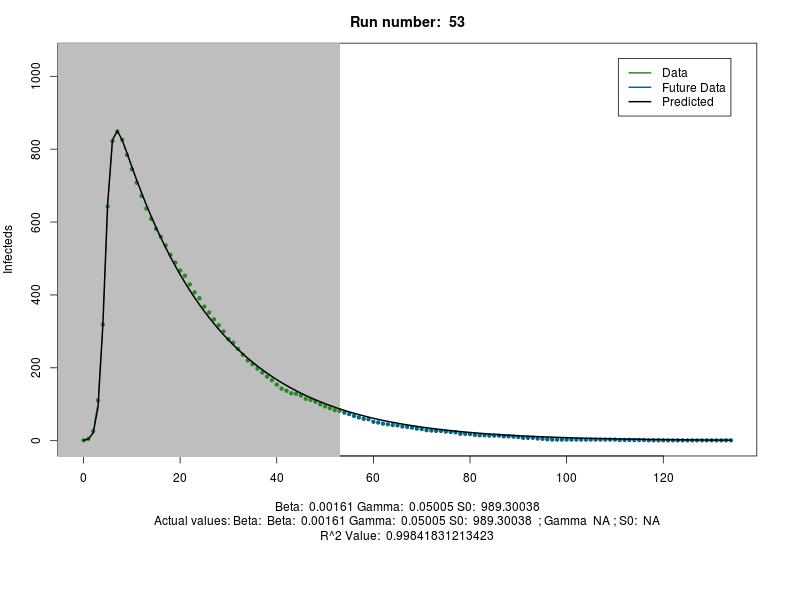 Run number:  53
Data
Future Data
Predicted
1000
800
600
400
200
0
Infecteds
0 20 40 60 80 100 120
Beta:  0.00161 Gamma:  0.05005 S0:  989.30038
Actual values: Beta:  Beta:  0.00161 Gamma:  0.05005 S0:  989.30038  ; Gamma  NA ; S0:  NA
R^2 Value:  0.99841831213423